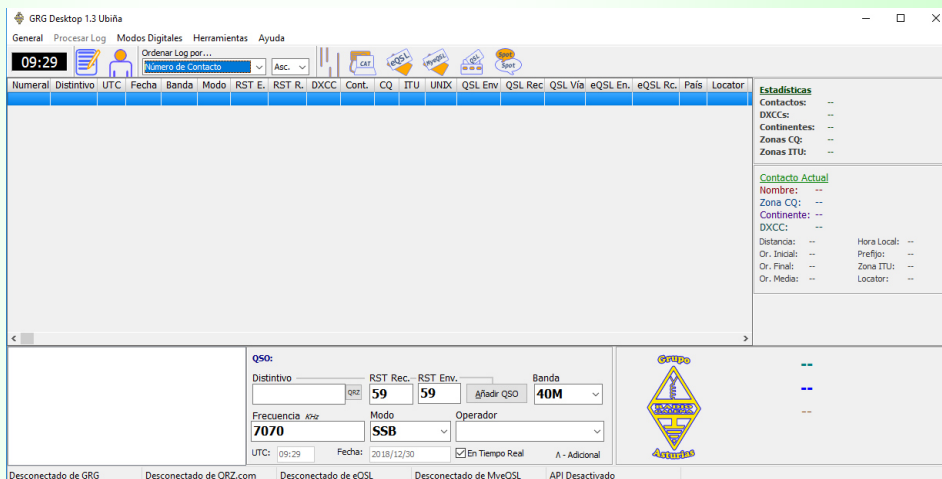 GRG Desktop 1.3 Ubiña
General Procesar Log Modos Digitales Herramientas Ayuda
09:29
Ordenar Log por...
Número de Contacto
Asc.
CAT
eQSL
MyeQSL
QSL
Spot
Spot
Numeral Distintivo UTC Fecha Banda Modo RST E. RST R. DXCC Cont. CQ ITU UNIX QSL Env QSL Rec QSL Vía eQSL En. eQSL Rc. País Locator
Estadísticas
Contactos: --
DXCCs: --
Continentes: --
Zonas CQ: --
Zonas ITU: --
Contacto Actual
Nombre: --
Zona CQ: --
Continente: --
DXCC: --
Distancia: -- Hora Local: --
Or. Inicial: -- Prefijo: --
Or. Final: -- Zona ITU: --
Or. Media: -- Locator: --
QSO:
Distintivo RST Rec. RST Env. Banda
QRZ 59 59 Añadir QSO 40M
Frecuencia KHz Modo Operador
7070 SSB
UTC: 09:29 Fecha: 2018/12/30 En Tiempo Real Λ - Adicional
Grupo
Asturias
--
--
--
Desconectado de GRG Desconectado de QRZ.com Desconectado de eQSL Desconectado de MyeQSL API Desactivado